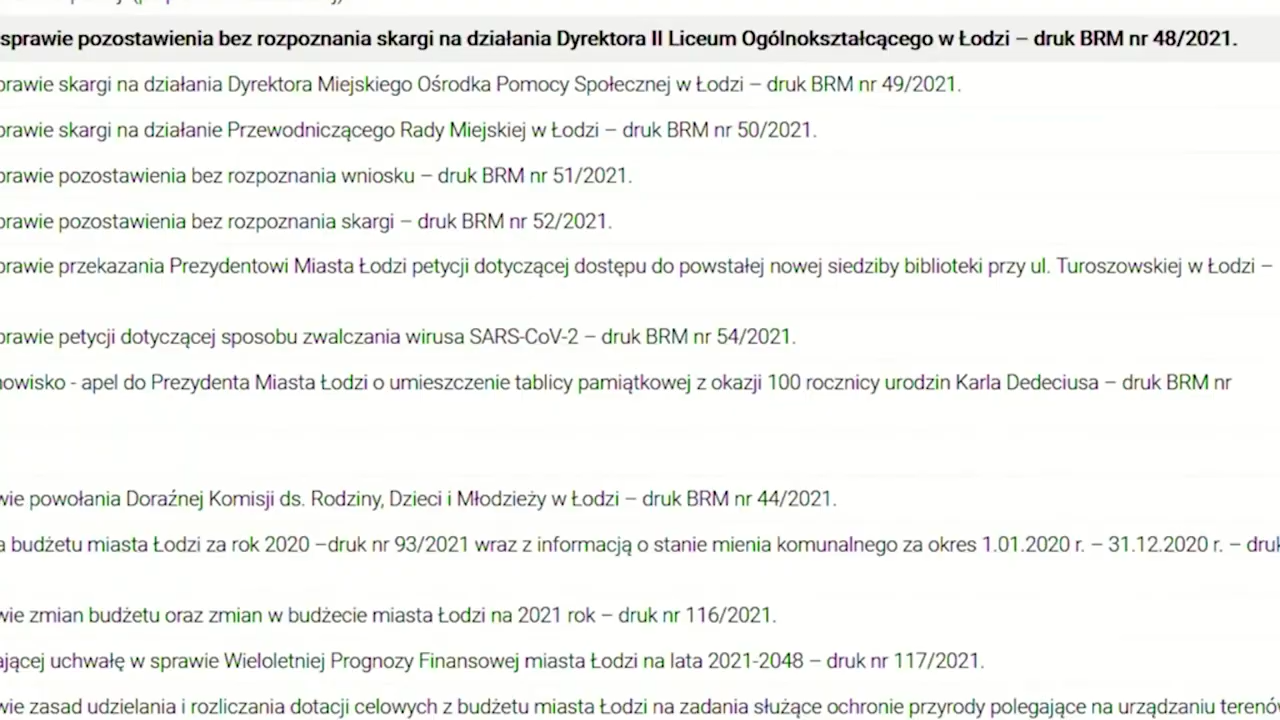 sprawie pozostawienia bez rozpoznania skargi na działania Dyrektora II Liceum Ogólnokształcącego w Łodzi – druk BRM nr 48/2021.
prawie skargi na działania Dyrektora Miejskiego Ośrodka Pomocy Społecznej w Łodzi – druk BRM nr 49/2021.
prawie skargi na działanie Przewodniczącego Rady Miejskiej w Łodzi – druk BRM nr 50/2021.
prawie pozostawienia bez rozpoznania wniosku – druk BRM nr 51/2021.
prawie pozostawienia bez rozpoznania skargi – druk BRM nr 52/2021.
prawie przekazania Prezydentowi Miasta Łodzi petycji dotyczącej dostępu do powstałej nowej siedziby biblioteki przy ul. Turoszowskiej w Łodzi –
prawie petycji dotyczącej sposobu zwalczania wirusa SARS-CoV-2 – druk BRM nr 54/2021.
nowisko - apel do Prezydenta Miasta Łodzi o umieszczenie tablicy pamiątkowej z okazji 100 rocznicy urodzin Karla Dedeciusa – druk BRM nr
wie powołania Doraźnej Komisji ds. Rodziny, Dzieci i Młodzieży w Łodzi – druk BRM nr 44/2021.
a budżetu miasta Łodzi za rok 2020 –druk nr 93/2021 wraz z informacją o stanie mienia komunalnego za okres 1.01.2020 r. – 31.12.2020 r. – druk
wie zmian budżetu oraz zmian w budżecie miasta Łodzi na 2021 rok – druk nr 116/2021.
ającej uchwałę w sprawie Wieloletniej Prognozy Finansowej miasta Łodzi na lata 2021-2048 – druk nr 117/2021.
wie zasad udzielania i rozliczania dotacji celowych z budżetu miasta Łodzi na zadania służące ochronie przyrody polegające na urządzaniu terenów